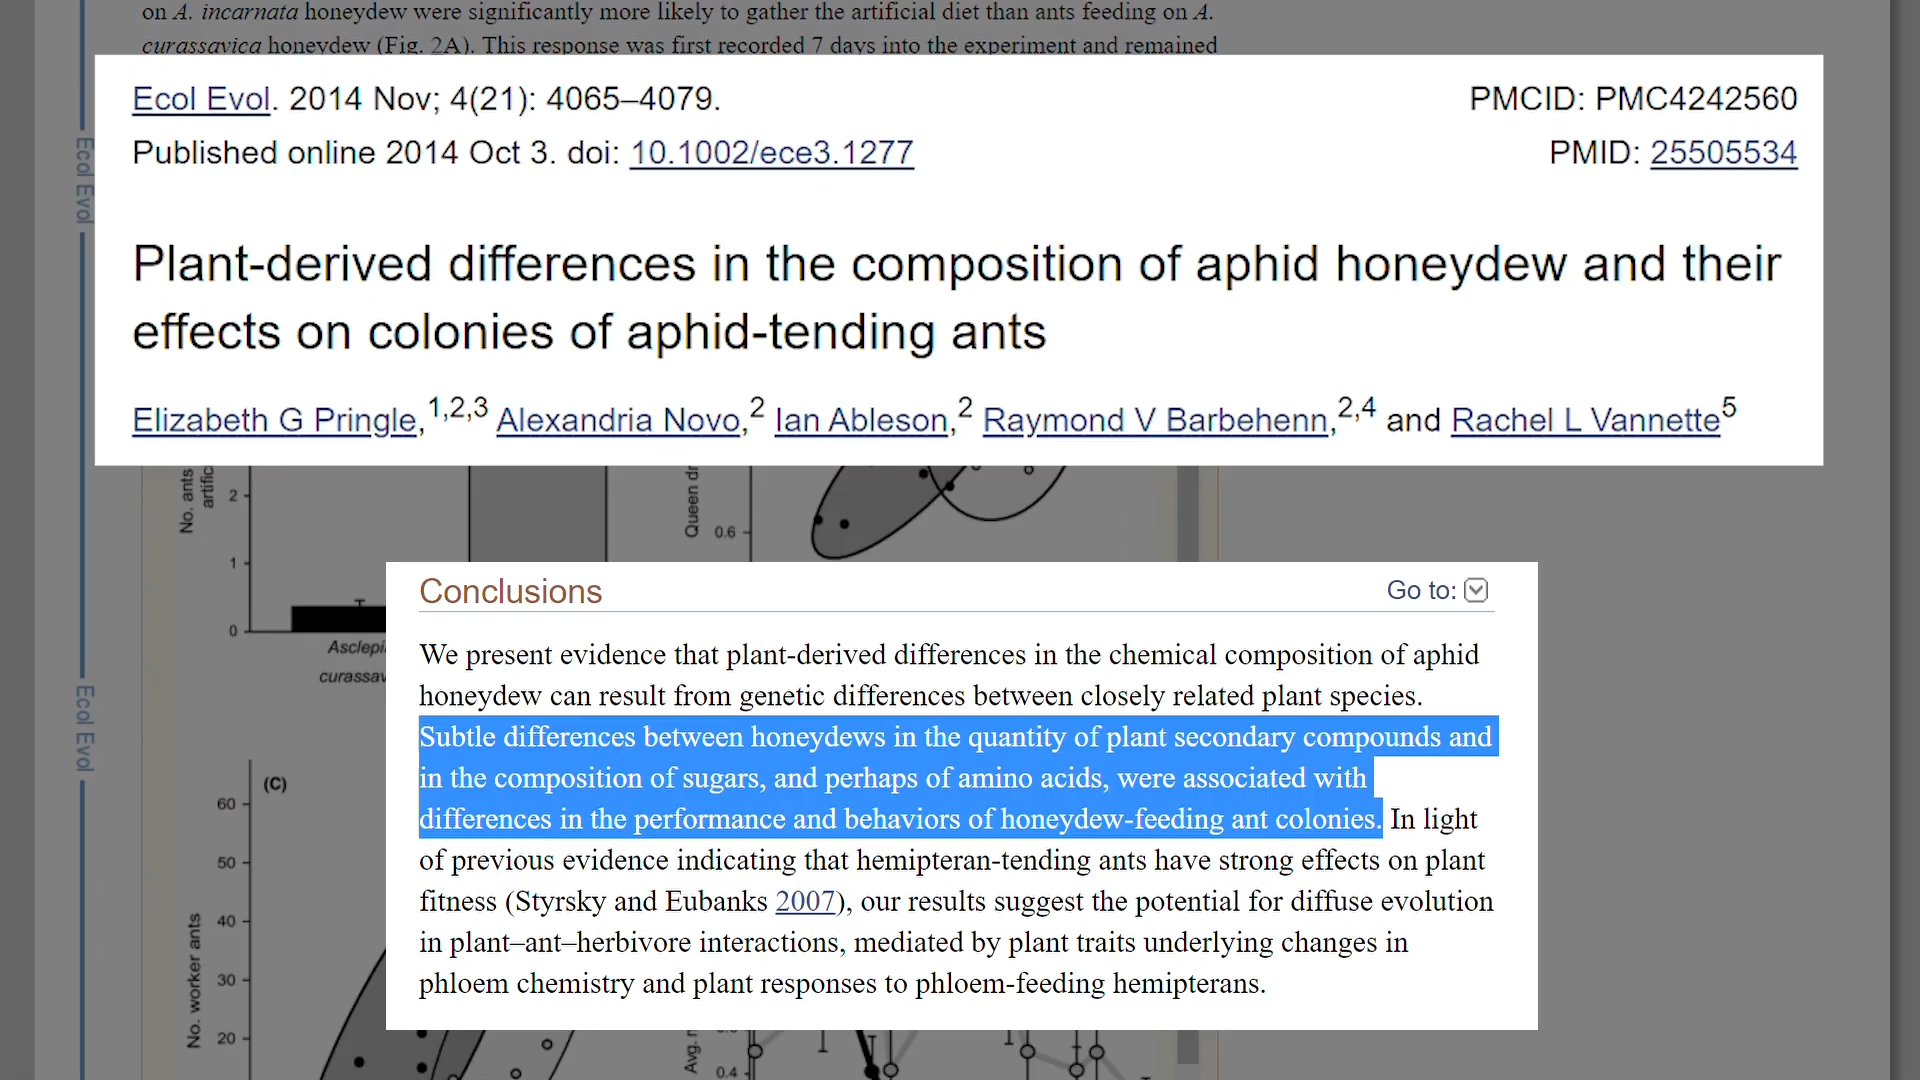 on A. incarnata honeydew were significantly more likely to gather the artificial diet than ants feeding on A.
curassavica honeydew (Fig. 2A). This response was first recorded 7 days into the experiment and remained
Ecol Evol. 2014 Nov; 4(21): 4065–4079.
PMCID: PMC4242560
Published online 2014 Oct 3. doi: 10.1002/ece3.1277
PMID: 25505534
Plant-derived differences in the composition of aphid honeydew and their
effects on colonies of aphid-tending ants
Elizabeth G Pringle,1,2,3 Alexandria Novo,2 Ian Ableson,2 Raymond V Barbehenn,2,4 and Rachel L Vannette5
Ecol Evol
No. ants
2
1
0
Queen
0.6
curassav
Conclusions
Go to:
We present evidence that plant-derived differences in the chemical composition of aphid
honeydew can result from genetic differences between closely related plant species.
Subtle differences between honeydews in the quantity of plant secondary compounds and
in the composition of sugars, and perhaps of amino acids, were associated with
differences in the performance and behaviors of honeydew-feeding ant colonies. In light
of previous evidence indicating that hemipteran-tending ants have strong effects on plant
fitness (Styrsky and Eubanks 2007), our results suggest the potential for diffuse evolution
in plant–ant–herbivore interactions, mediated by plant traits underlying changes in
phloem chemistry and plant responses to phloem-feeding hemipterans.
Ecol Evol
(C)
60
50
40
30
20
No. worker ants
Avg.
0.4